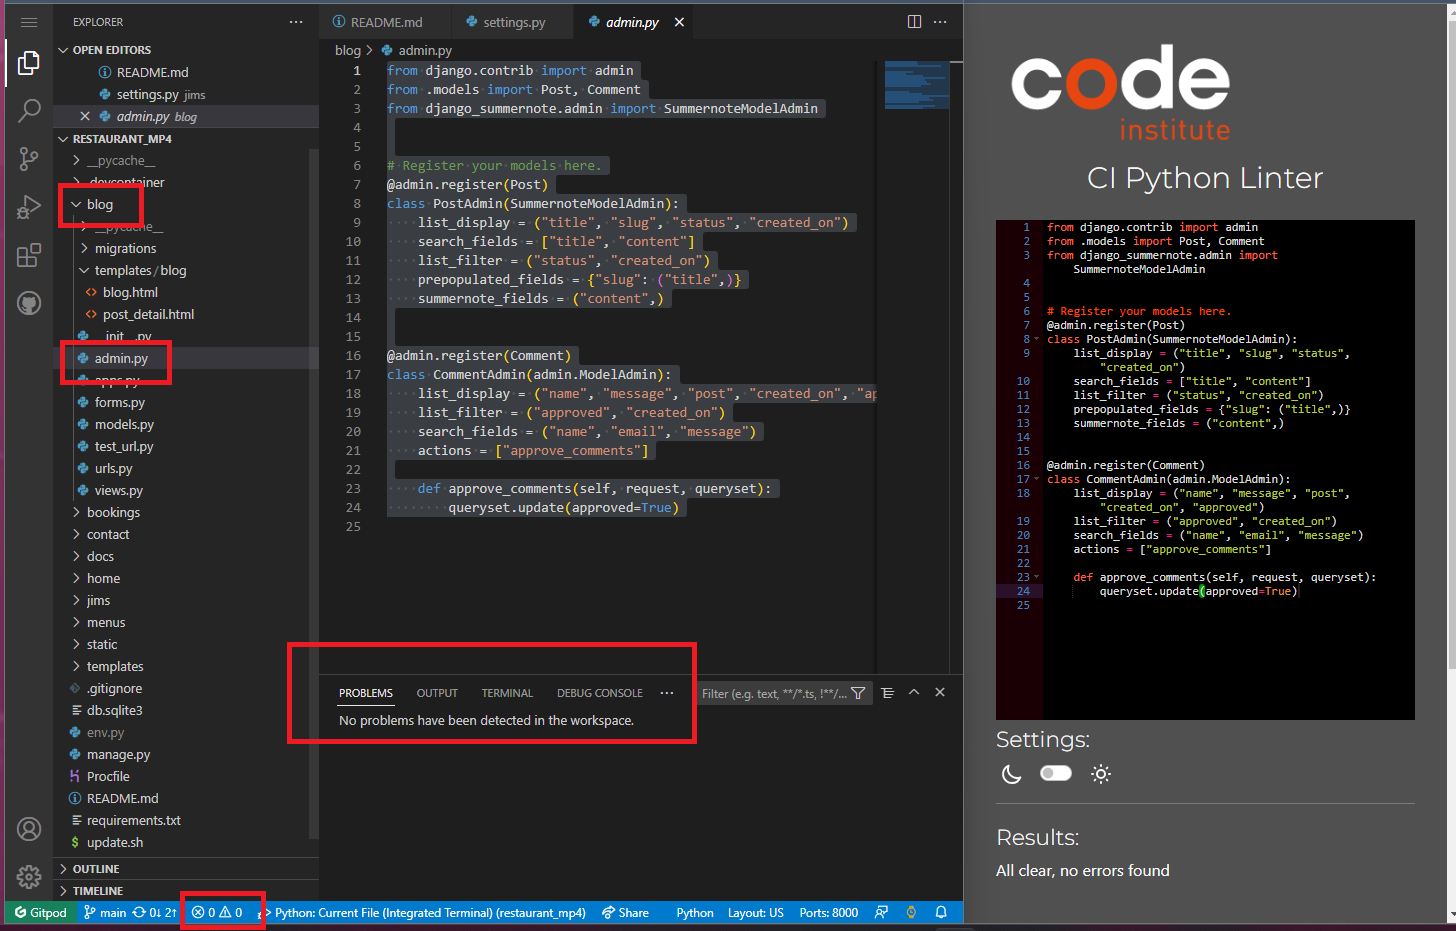 EXPLORER
OPEN EDITORS
README.md
settings.py jims
admin.py blog
RESTAURANT_MP4
__pycache__
.devcontainer
blog
__pycache__
migrations
templates / blog
blog.html
post_detail.html
__init__.py
admin.py
apps.py
forms.py
models.py
test_url.py
urls.py
views.py
bookings
contact
docs
home
jims
menus
static
templates
.gitignore
db.sqlite3
env.py
manage.py
Procfile
README.md
requirements.txt
update.sh
OUTLINE
TIMELINE
README.md
settings.py
admin.py
blog > admin.py
1 from django.contrib import admin
2 from .models import Post, Comment
3 from django_summernote.admin import SummernoteModelAdmin
4
5
6 # Register your models here.
7 @admin.register(Post)
8 class PostAdmin(SummernoteModelAdmin):
9 list_display = ("title", "slug", "status", "created_on")
10 search_fields = ["title", "content"]
11 list_filter = ("status", "created_on")
12 prepopulated_fields = {"slug": ("title",)}
13 summernote_fields = ("content",)
14
15
16 @admin.register(Comment)
17 class CommentAdmin(admin.ModelAdmin):
18 list_display = ("name", "message", "post", "created_on", "ap
19 list_filter = ("approved", "created_on")
20 search_fields = ("name", "email", "message")
21 actions = ["approve_comments"]
22
23 def approve_comments(self, request, queryset):
24 queryset.update(approved=True)
25
PROBLEMS OUTPUT TERMINAL DEBUG CONSOLE ··· Filter (e.g. text, **/*.ts, !**/...
No problems have been detected in the workspace.
Gitpod main 0↓ 2↑ 0 0 Python: Current File (Integrated Terminal) (restaurant_mp4) Share Python Layout: US Ports: 8000
code
institute
CI Python Linter
1 from django.contrib import admin
2 from .models import Post, Comment
3 from django_summernote.admin import
SummernoteModelAdmin
4
5
6 # Register your models here.
7 @admin.register(Post)
8 class PostAdmin(SummernoteModelAdmin):
9 list_display = ("title", "slug", "status",
"created_on")
10 search_fields = ["title", "content"]
11 list_filter = ("status", "created_on")
12 prepopulated_fields = {"slug": ("title",)}
13 summernote_fields = ("content",)
14
15
16 @admin.register(Comment)
17 class CommentAdmin(admin.ModelAdmin):
18 list_display = ("name", "message", "post",
"created_on", "approved")
19 list_filter = ("approved", "created_on")
20 search_fields = ("name", "email", "message")
21 actions = ["approve_comments"]
22
23 def approve_comments(self, request, queryset):
24 queryset.update(approved=True)
25
Settings:
Results:
All clear, no errors found